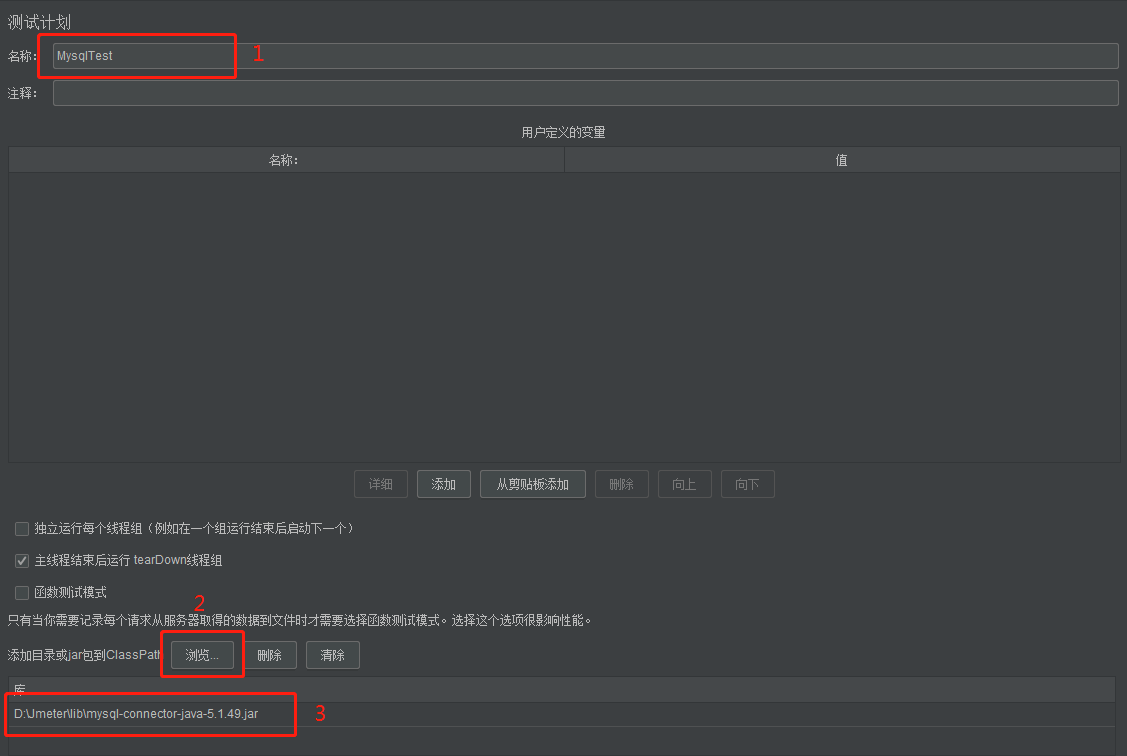 测试计划
名称: MysqlTest 1
注释:
用户定义的变量
名称: 值
详细 添加 从剪贴板添加 删除 向上 向下
独立运行每个线程组（例如在一个组运行结束后启动下一个）
主线程结束后运行 tearDown线程组
函数测试模式
2
只有当你需要记录每个请求从服务器取得的数据到文件时才需要选择函数测试模式。选择这个选项很影响性能。
添加目录或jar包到ClassPath 浏览... 删除 清除
库
D:\Jmeter\lib\mysql-connector-java-5.1.49.jar 3